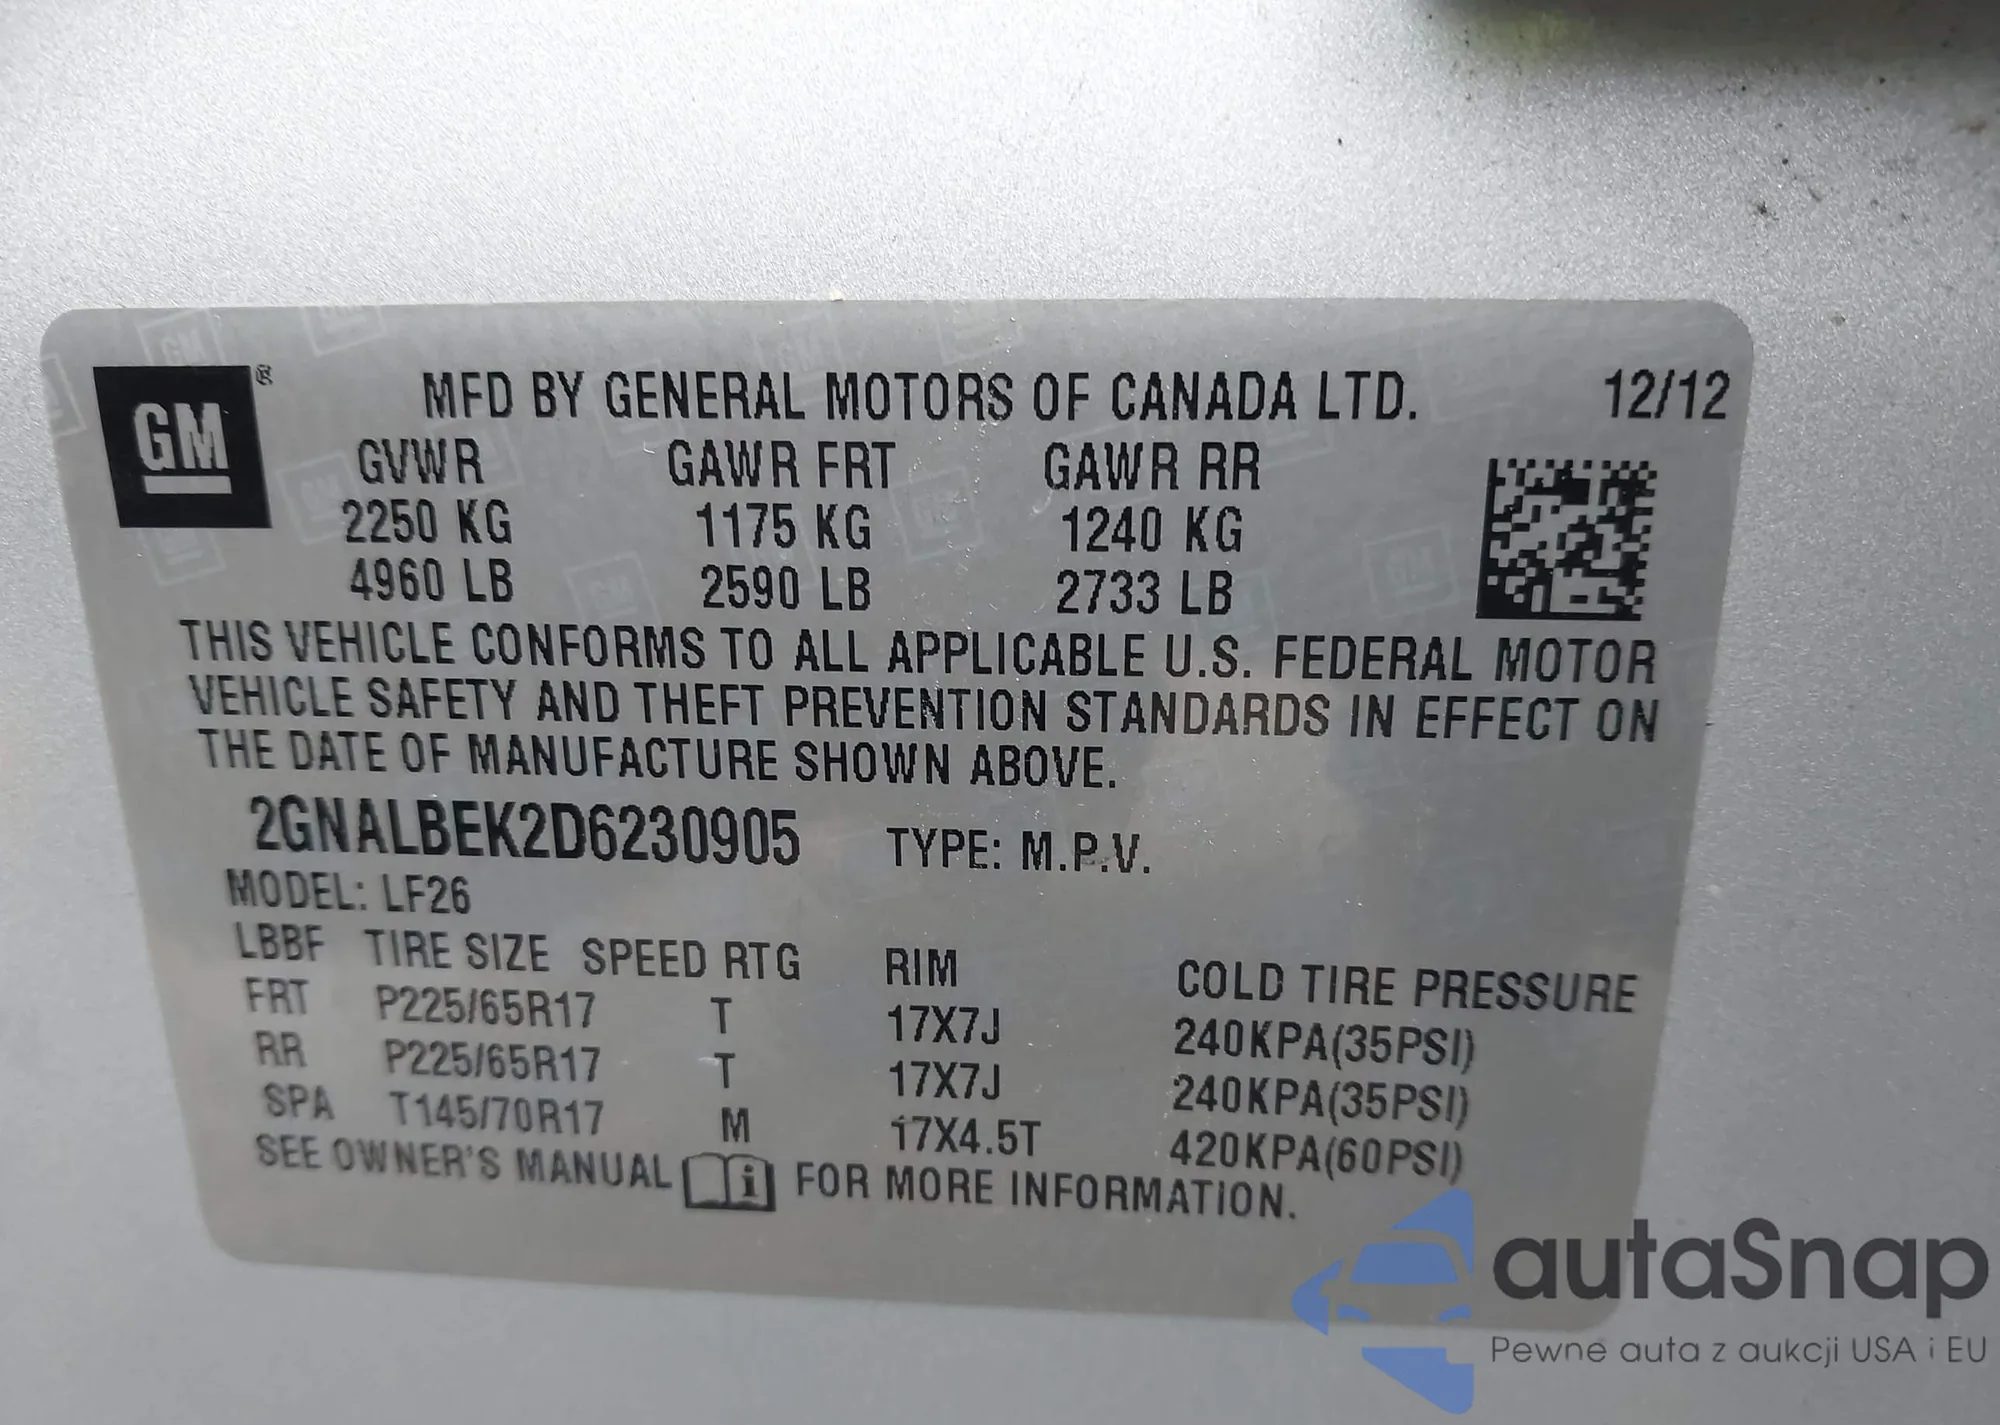 GM®
MFD BY GENERAL MOTORS OF CANADA LTD. 12/12
GVWR GAWR FRT GAWR RR
2250 KG 1175 KG 1240 KG
4960 LB 2590 LB 2733 LB
THIS VEHICLE CONFORMS TO ALL APPLICABLE U.S. FEDERAL MOTOR
VEHICLE SAFETY AND THEFT PREVENTION STANDARDS IN EFFECT ON
THE DATE OF MANUFACTURE SHOWN ABOVE.
2GNALBEK2D6230905 TYPE: M.P.V.
MODEL: LF26
LBBF TIRE SIZE SPEED RTG RIM COLD TIRE PRESSURE
FRT P225/65R17 T 17X7J 240KPA(35PSI)
RR P225/65R17 T 17X7J 240KPA(35PSI)
SPA T145/70R17 M 17X4.5T 420KPA(60PSI)
SEE OWNER'S MANUAL i FOR MORE INFORMATION.
autaSnap
Pewne auta z aukcji USA i EU